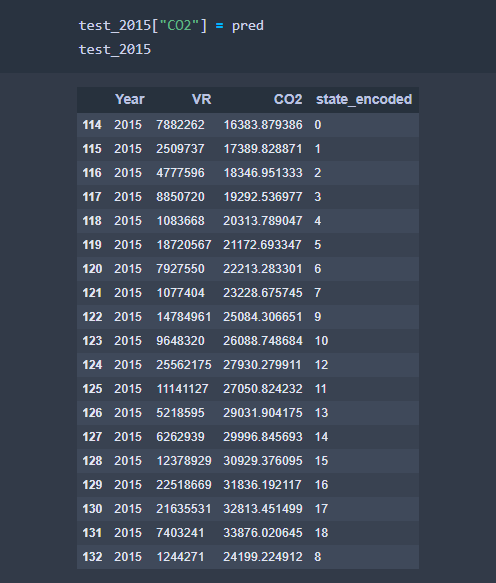 test_2015["CO2"] = pred
test_2015
Year VR CO2 state_encoded
114 2015 7882262 16383.879386 0
115 2015 2509737 17389.828871 1
116 2015 4777596 18346.951333 2
117 2015 8850720 19292.536977 3
118 2015 1083668 20313.789047 4
119 2015 18720567 21172.693347 5
120 2015 7927550 22213.283301 6
121 2015 1077404 23228.675745 7
122 2015 14784961 25084.306651 9
123 2015 9648320 26088.748684 10
124 2015 25562175 27930.279911 12
125 2015 11141127 27050.824232 11
126 2015 5218595 29031.904175 13
127 2015 6262939 29996.845693 14
128 2015 12378929 30929.376095 15
129 2015 22518669 31836.192117 16
130 2015 21635531 32813.451499 17
131 2015 7403241 33876.020645 18
132 2015 1244271 24199.224912 8